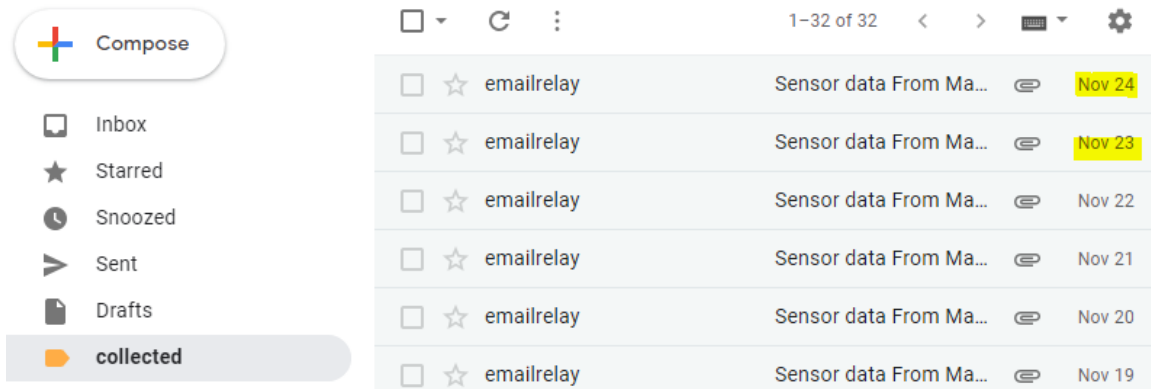 Compose
Inbox
Starred
Snoozed
Sent
Drafts
collected
1–32 of 32
emailrelay Sensor data From Ma... Nov 24
emailrelay Sensor data From Ma... Nov 23
emailrelay Sensor data From Ma... Nov 22
emailrelay Sensor data From Ma... Nov 21
emailrelay Sensor data From Ma... Nov 20
emailrelay Sensor data From Ma... Nov 19